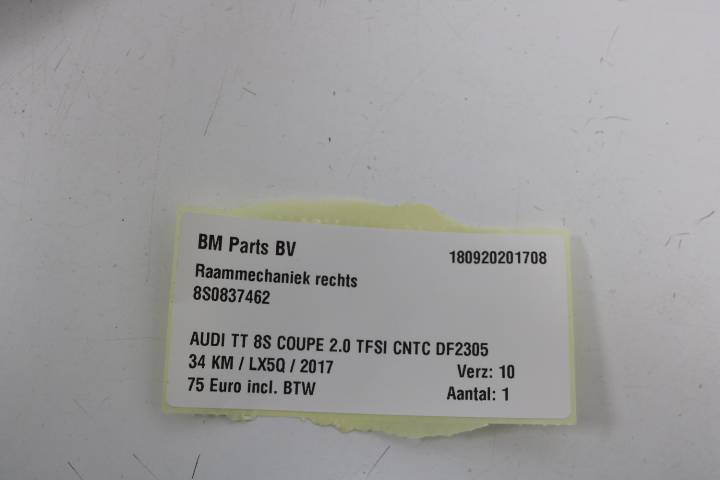 BM Parts BV 180920201708
Raammechaniek rechts
8S0837462
AUDI TT 8S COUPE 2.0 TFSI CNTC DF2305
34 KM / LX5Q / 2017 Verz: 10
75 Euro incl. BTW Aantal: 1